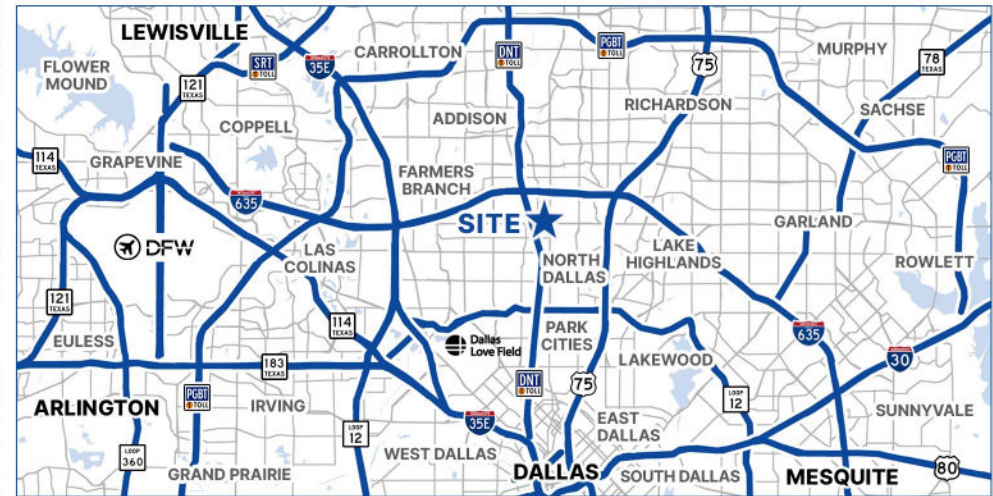 LEWISVILLE
FLOWER
MOUND
121
TEXAS
SRT
TOLL
INTERSTATE
35E
CARROLLTON
DNT
TOLL
PGBT
TOLL
75
MURPHY
78
TEXAS
COPPELL
ADDISON
RICHARDSON
SACHSE
114
TEXAS
GRAPEVINE
FARMERS
BRANCH
PGBT
TOLL
635
SITE
GARLAND
DFW
LAS
COLINAS
NORTH
DALLAS
LAKE
HIGHLANDS
ROWLETT
121
TEXAS
EULESS
114
TEXAS
Dallas
Love Field
PARK
CITIES
LAKEWOOD
635
30
183
TEXAS
PGBT
TOLL
DNT
TOLL
75
LOOP
12
ARLINGTON
IRVING
LOOP
12
35E
EAST
DALLAS
SUNNYVALE
LOOP
360
GRAND PRAIRIE
WEST DALLAS
DALLAS
SOUTH DALLAS
MESQUITE
80